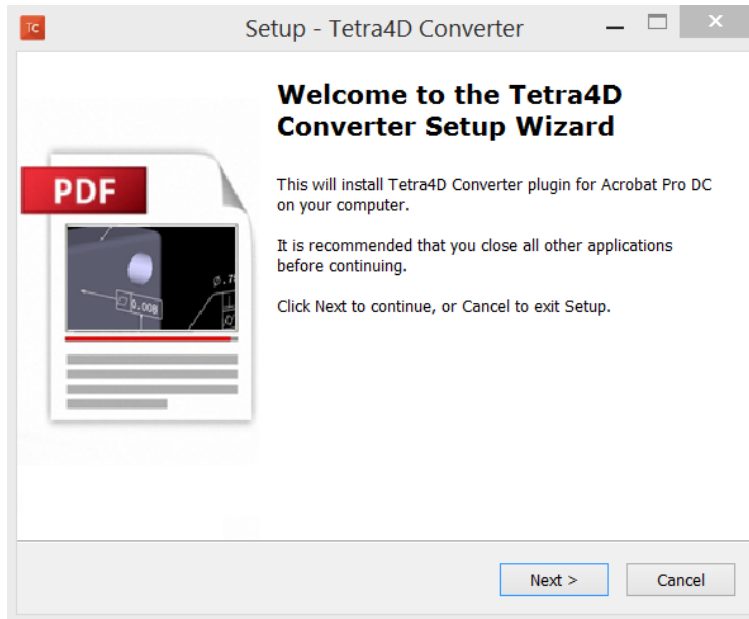 TC
Setup - Tetra4D Converter
Welcome to the Tetra4D
Converter Setup Wizard
This will install Tetra4D Converter plugin for Acrobat Pro DC
on your computer.
It is recommended that you close all other applications
before continuing.
Click Next to continue, or Cancel to exit Setup.
PDF
0.008
Next >
Cancel